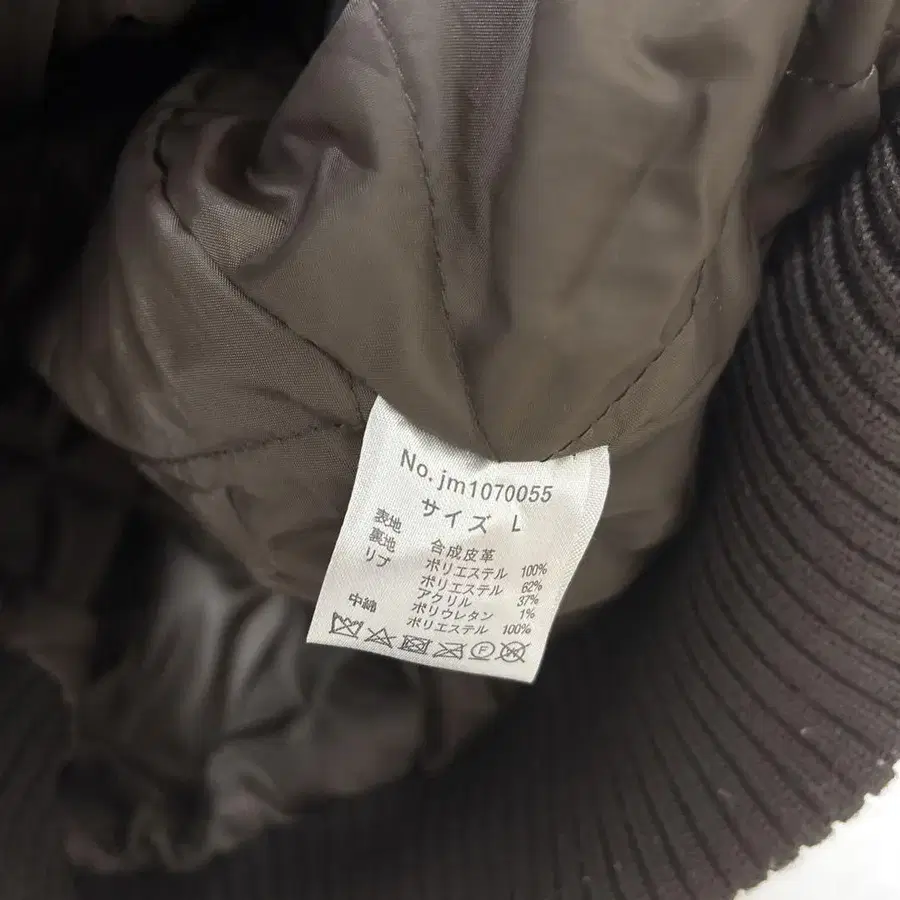 No.jm1070055
サイズ L
表地 合成皮革
裏地 ポリエステル 100%
リブ ポリエステル 62%
アクリル 37%
ポリウレタン 1%
中綿 ポリエステル 100%
F
W